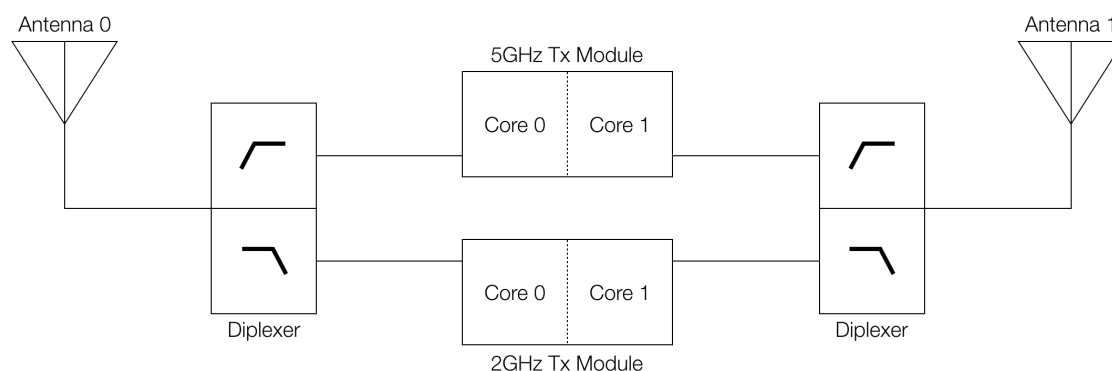 Antenna 0
Antenna 1
5GHz Tx Module
Core 0
Core 1
Core 0
Core 1
Diplexer
Diplexer
2GHz Tx Module